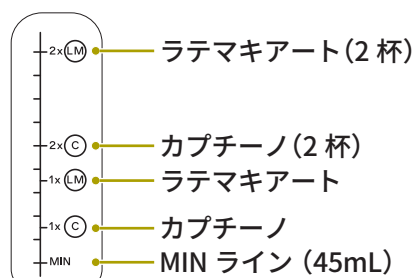 2x LM ラテマキアート（2 杯）
2x C カプチーノ（2 杯）
1x LM ラテマキアート
1x C カプチーノ
MIN MIN ライン（45mL）